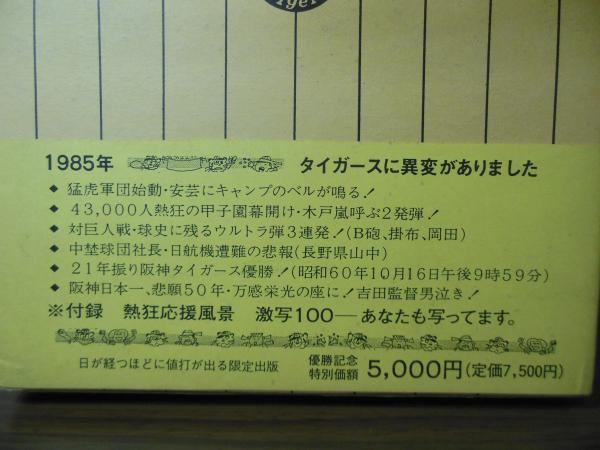 Tiger
1985年 タイガースに異変がありました
◆ 猛虎軍団始動・安芸にキャンプのベルが鳴る!
◆ 43,000人熱狂の甲子園幕開け・木戸嵐呼ぶ2発弾!
◆ 対巨人戦・球史に残るウルトラ弾3連発!(B砲、掛布、岡田)
◆ 中埜球団社長・日航機遭難の悲報(長野県山中)
◆ 21年振り阪神タイガース優勝!(昭和60年10月16日午後9時59分)
◆ 阪神日本一、悲願50年・万感栄光の座に!吉田監督男泣き!
※付録 熱狂応援風景 激写100―あなたも写ってます。
日が経つほどに値打が出る限定出版 優勝記念特別価額 5,000円(定価7,500円)